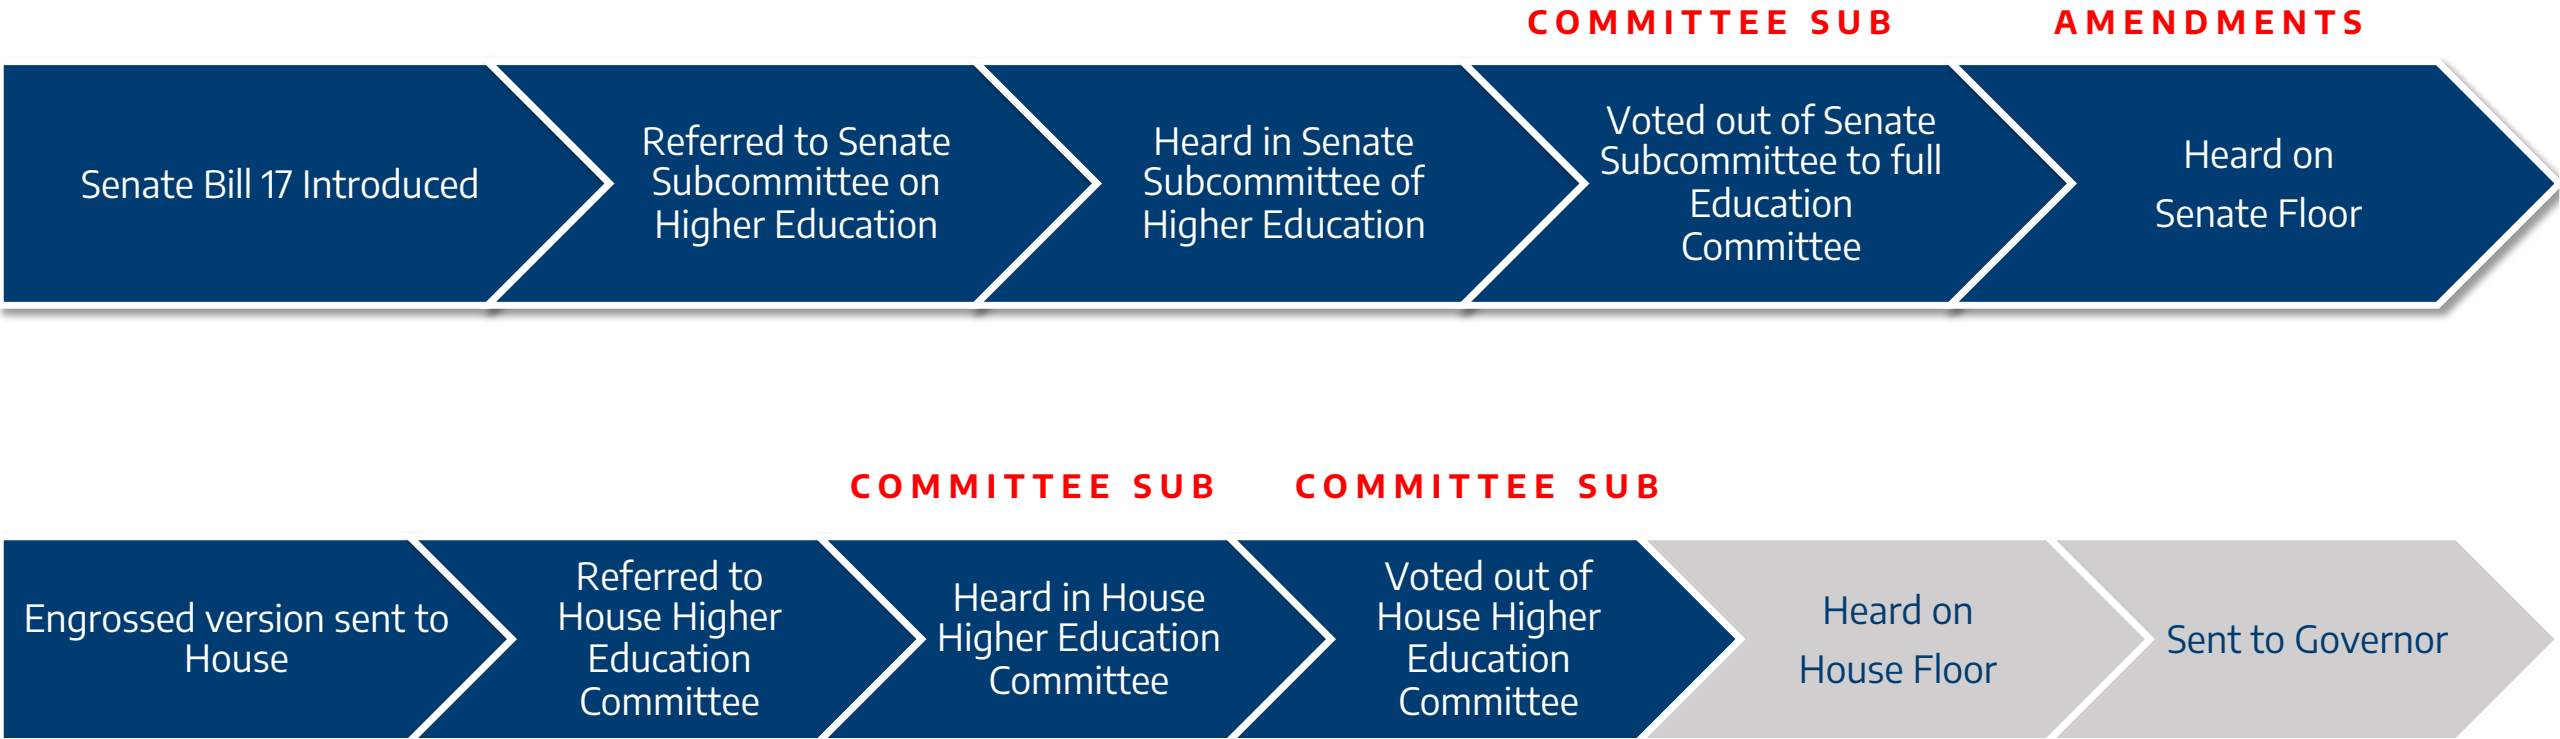 COMMITTEE SUB
AMENDMENTS
Senate Bill 17 Introduced
Referred to Senate
Subcommittee on
Higher Education
Heard in Senate
Subcommittee of
Higher Education
Voted out of Senate
Subcommittee to full
Education
Committee
Heard on
Senate Floor
COMMITTEE SUB
COMMITTEE SUB
Engrossed version sent to
House
Referred to
House Higher
Education
Committee
Heard in House
Higher Education
Committee
Voted out of
House Higher
Education
Committee
Heard on
House Floor
Sent to Governor